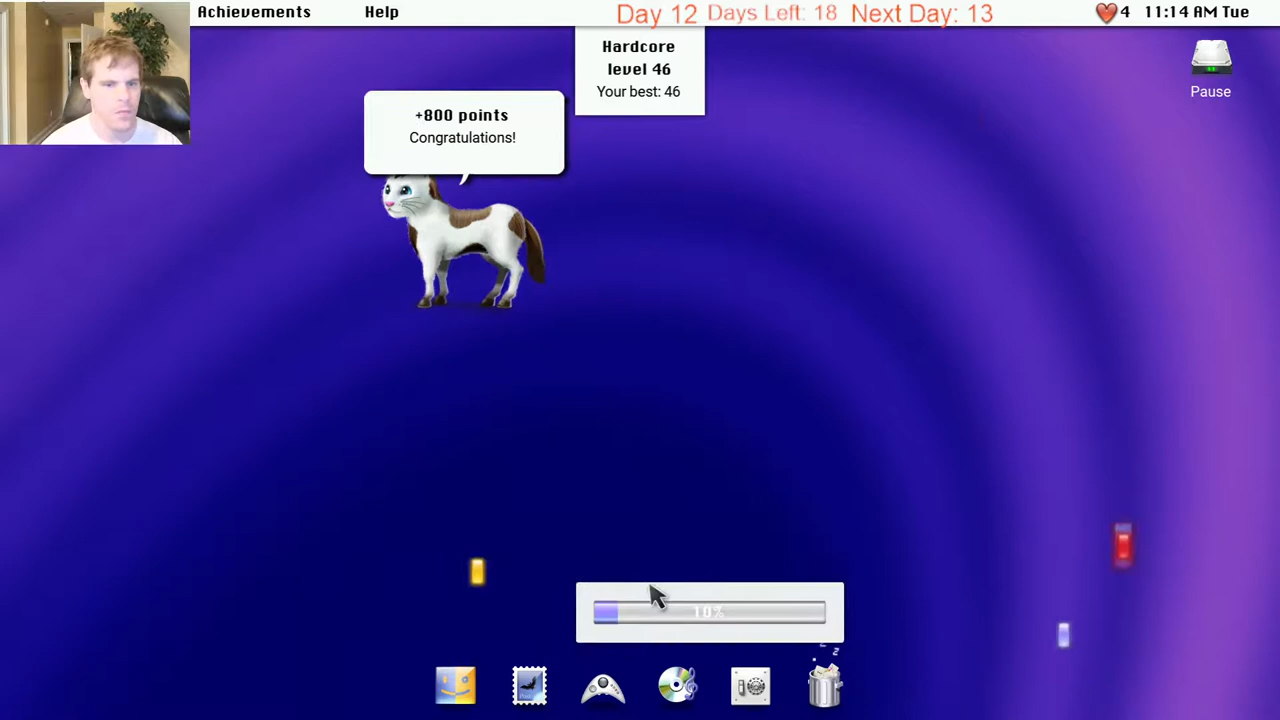 Achievements Help Day 12 Days Left: 18 Next Day: 13 4 11:14 AM Tue
Hardcore
level 46
Your best: 46
Pause
+800 points
Congratulations!
10%